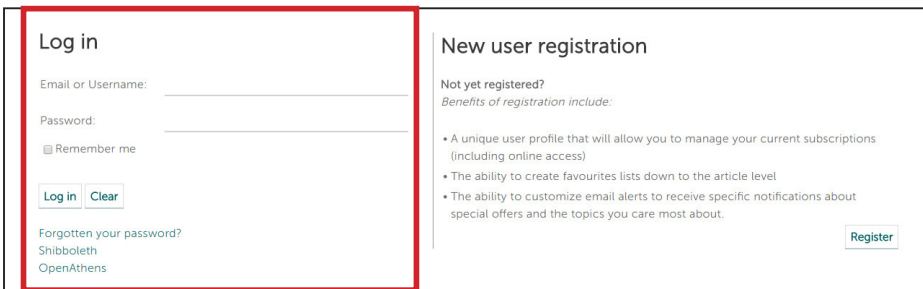 Log in
Email or Username:
Password:
Remember me
Log in Clear
Forgotten your password?
Shibboleth
OpenAthens
New user registration
Not yet registered?
Benefits of registration include:
• A unique user profile that will allow you to manage your current subscriptions
(including online access)
• The ability to create favourites lists down to the article level
• The ability to customize email alerts to receive specific notifications about
special offers and the topics you care most about.
Register